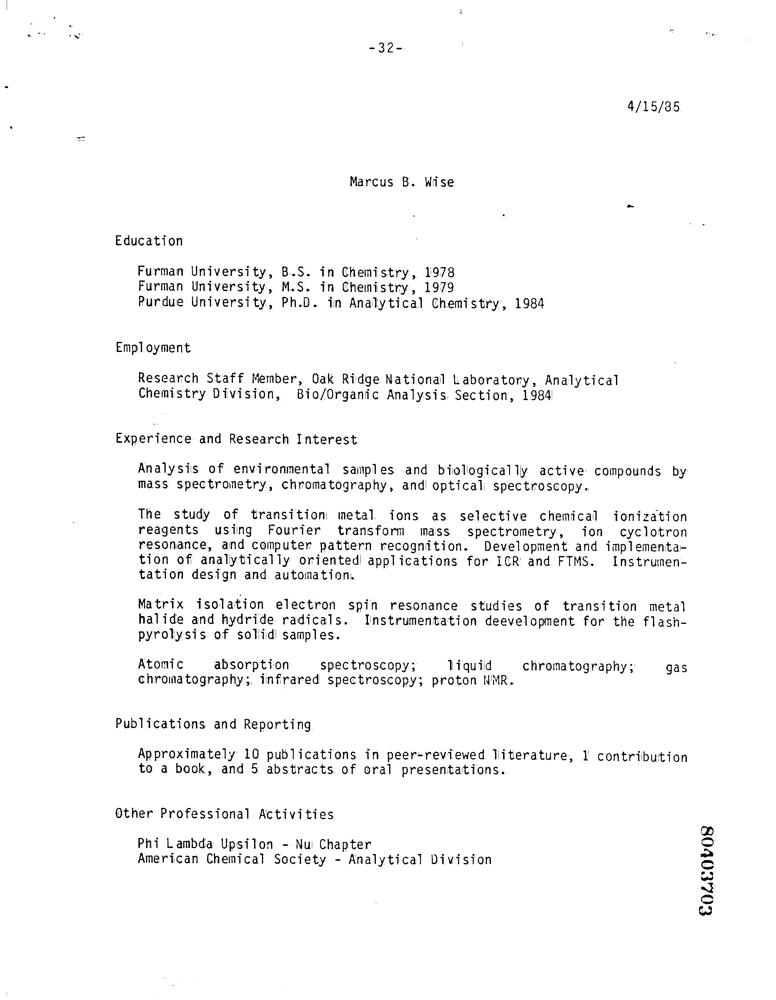 -32-
4/15/85
Marcus B. Wise
Education
Furman University, B.S. in Chemistry, 1978
Furman University, M.S. in Chemistry, 1979
Purdue University, Ph.D. in Analytical Chemistry, 1984
Employment
Research Staff Member, Oak Ridge National Laboratory, Analytical
Chemistry Division, Bio/Organic Analysis Section, 1984
Experience and Research Interest
Analysis of environmental samples and biologically active compounds by
mass spectrometry, chromatography, and optical spectroscopy.
The study of transition metal ions as selective chemical ionization
reagents using Fourier transform mass spectrometry, ion cyclotron
resonance, and computer pattern recognition. Development and implementa-
tion of analytically oriented applications for ICR and FTMS. Instrumen-
tation design and automation.
Matrix isolation electron spin resonance studies of transition metal
halide and hydride radicals. Instrumentation deevelopment for the flash-
pyrolysis of solid samples.
Atomic absorption spectroscopy; liquid chromatography; gas
chromatography; infrared spectroscopy; proton NMR.
Publications and Reporting
Approximately 10 publications in peer-reviewed literature, 1 contribution
to a book, and 5 abstracts of oral presentations.
Other Professional Activities
Phi Lambda Upsilon - Nu Chapter
American Chemical Society - Analytical Division
80403703